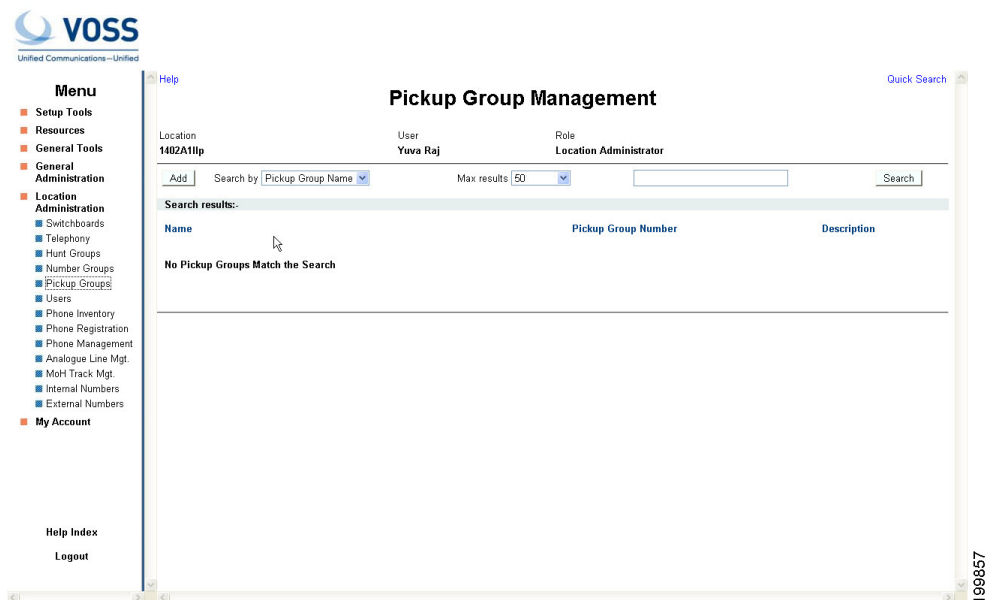 VOSS
Unified Communications—Unified
Menu
Setup Tools
Resources
General Tools
General
Administration
Location
Administration
Switchboards
Telephony
Hunt Groups
Number Groups
Pickup Groups
Users
Phone Inventory
Phone Registration
Phone Management
Analogue Line Mgt.
MoH Track Mgt.
Internal Numbers
External Numbers
My Account
Help Index
Logout
Help
Quick Search
Pickup Group Management
Location User Role
1402A1llp Yuva Raj Location Administrator
Add Search by Pickup Group Name Max results 50 Search
Search results:-
Name Pickup Group Number Description
No Pickup Groups Match the Search
199857